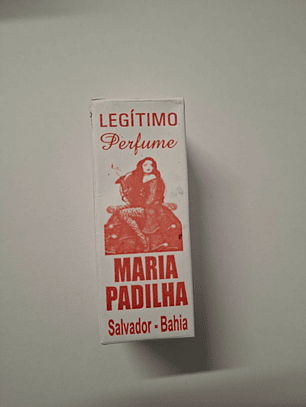 LEGÍTIMO
Perfume
MARIA
PADILHA
Salvador - Bahia